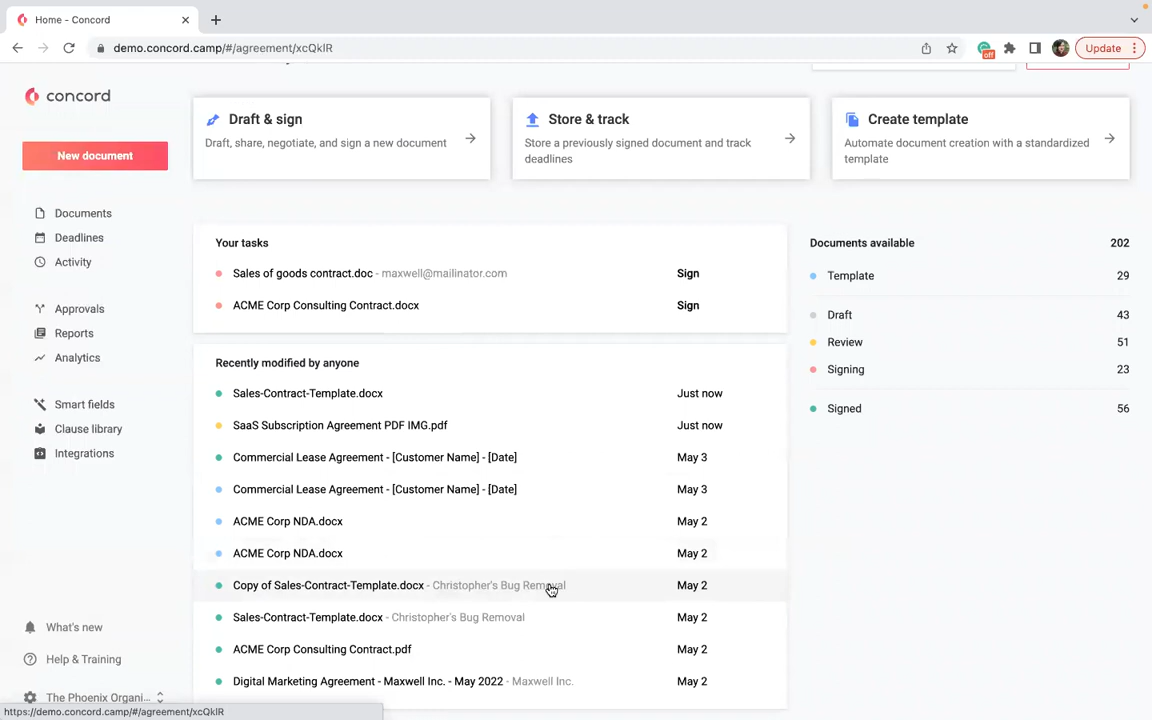 Home - Concord
demo.concord.camp/#/agreement/xcQklR
off
Update
concord
New document
Documents
Deadlines
Activity
Approvals
Reports
Analytics
Smart fields
Clause library
Integrations
What's new
Help & Training
The Phoenix Organi...
https://demo.concord.camp/#/agreement/xcQklR
Draft & sign
Draft, share, negotiate, and sign a new document
Store & track
Store a previously signed document and track
deadlines
Create template
Automate document creation with a standardized
template
Your tasks
Sales of goods contract.doc - maxwell@mailinator.com Sign
ACME Corp Consulting Contract.docx Sign
Recently modified by anyone
Sales-Contract-Template.docx Just now
SaaS Subscription Agreement PDF IMG.pdf Just now
Commercial Lease Agreement - [Customer Name] - [Date] May 3
Commercial Lease Agreement - [Customer Name] - [Date] May 3
ACME Corp NDA.docx May 2
ACME Corp NDA.docx May 2
Copy of Sales-Contract-Template.docx - Christopher's Bug Removal May 2
Sales-Contract-Template.docx - Christopher's Bug Removal May 2
ACME Corp Consulting Contract.pdf May 2
Digital Marketing Agreement - Maxwell Inc. - May 2022 - Maxwell Inc. May 2
Documents available 202
Template 29
Draft 43
Review 51
Signing 23
Signed 56